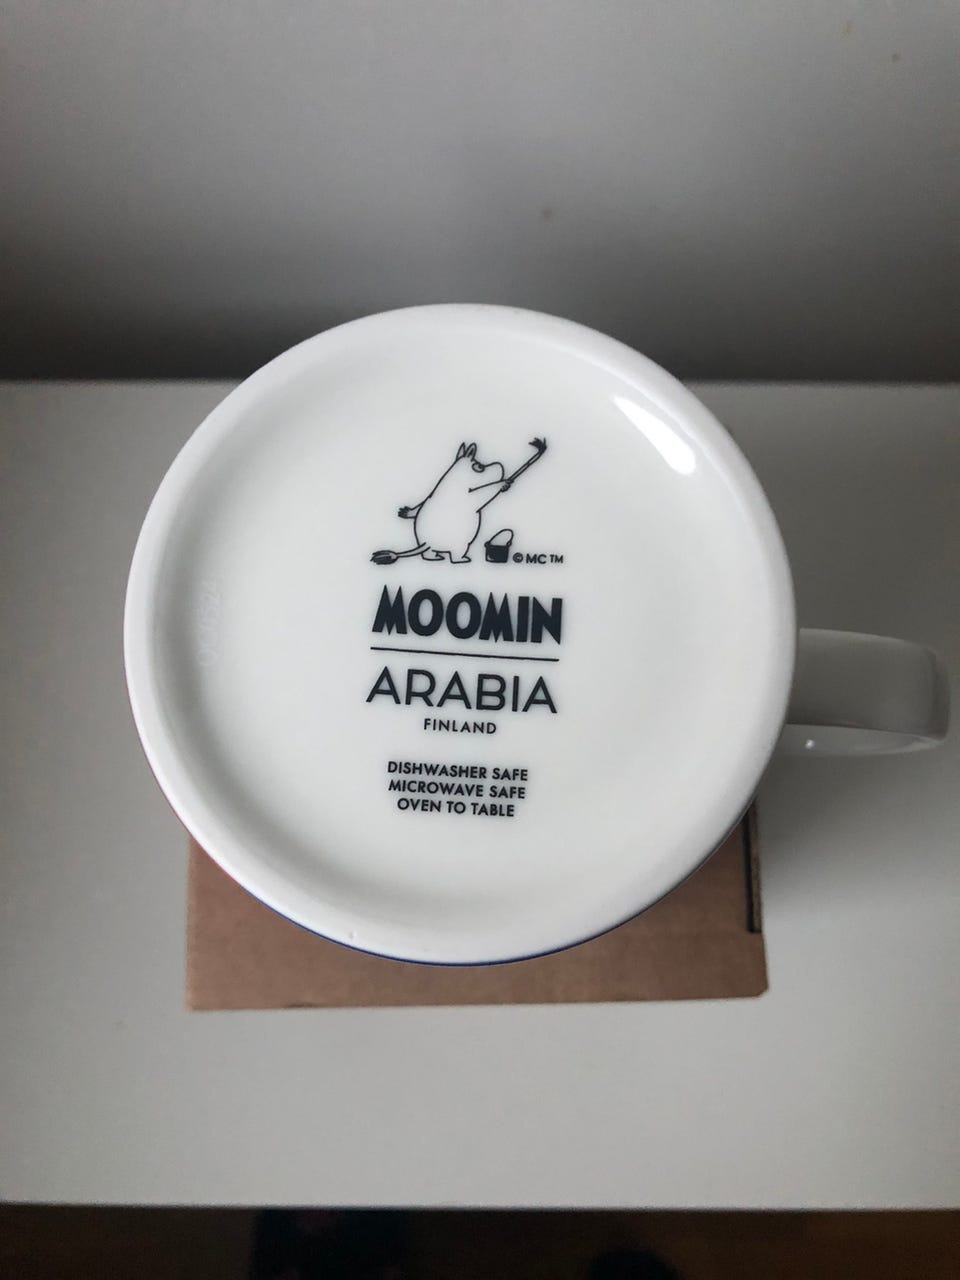 © MC ™
MOOMIN
ARABIA
FINLAND
DISHWASHER SAFE
MICROWAVE SAFE
OVEN TO TABLE